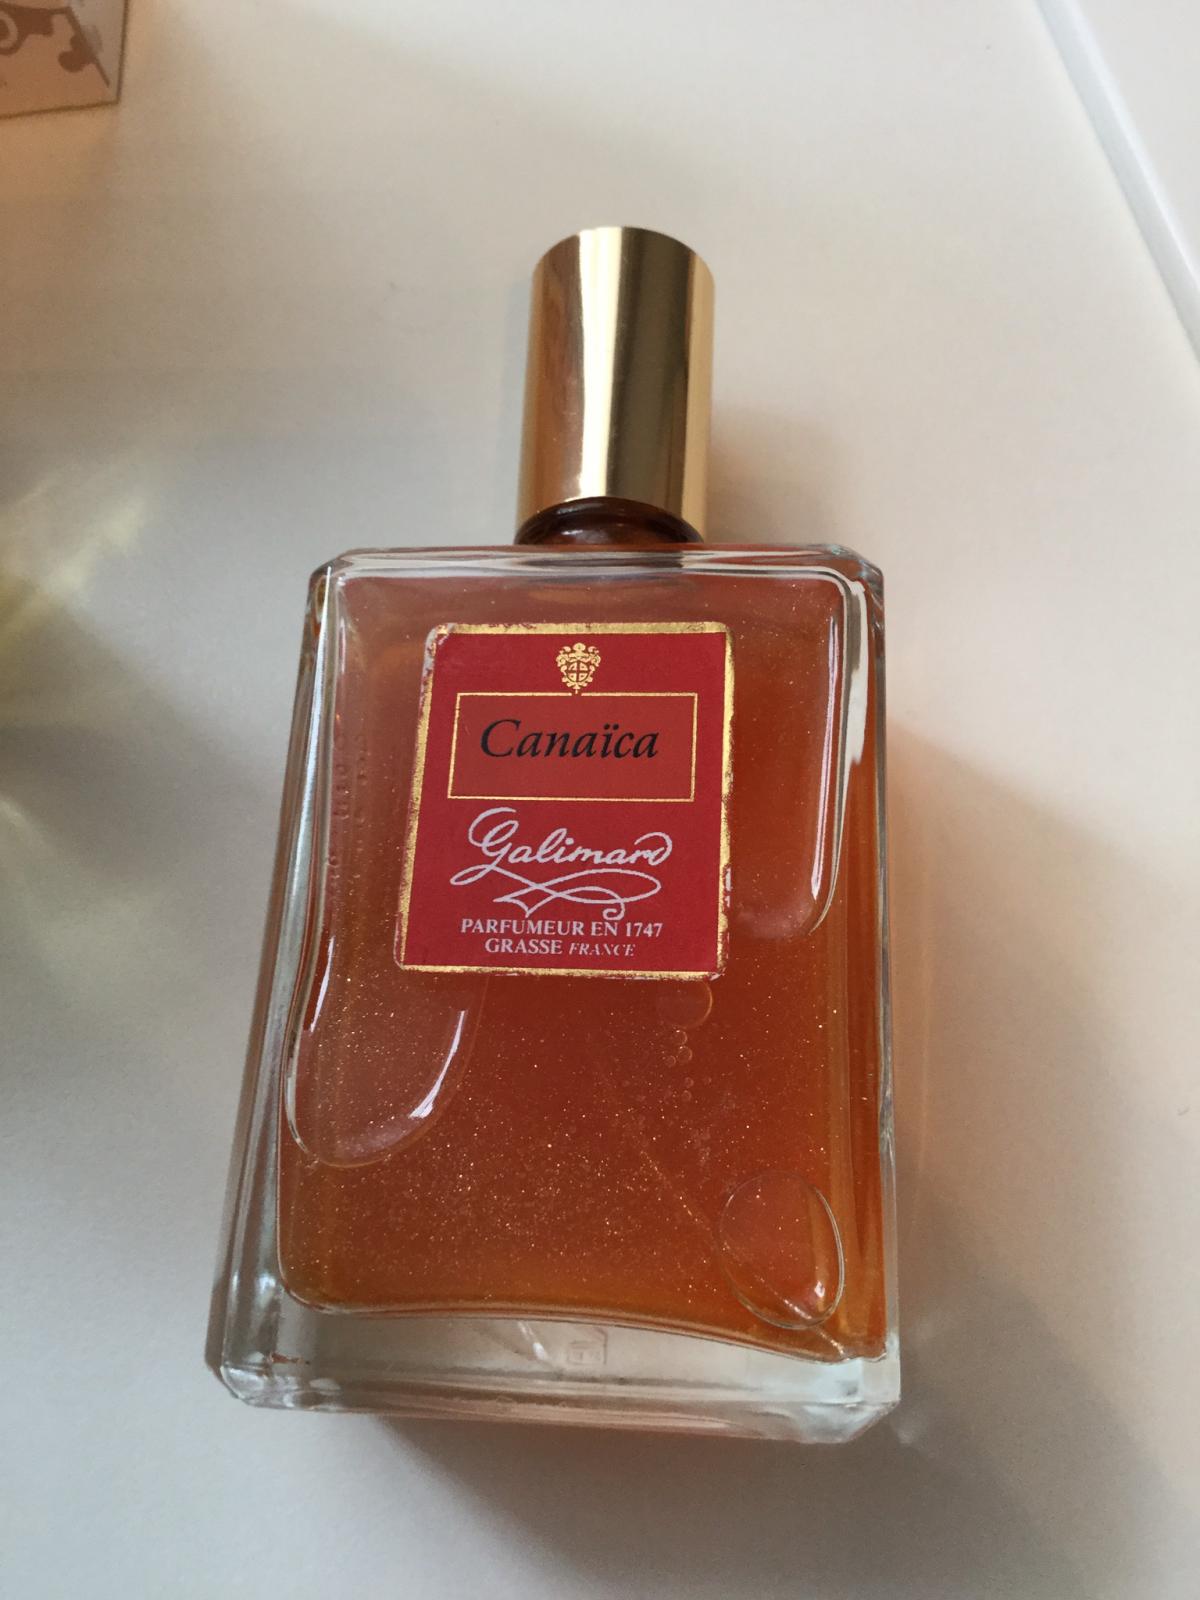 Canaïca
Galimard
PARFUMEUR EN 1747
GRASSE FRANCE